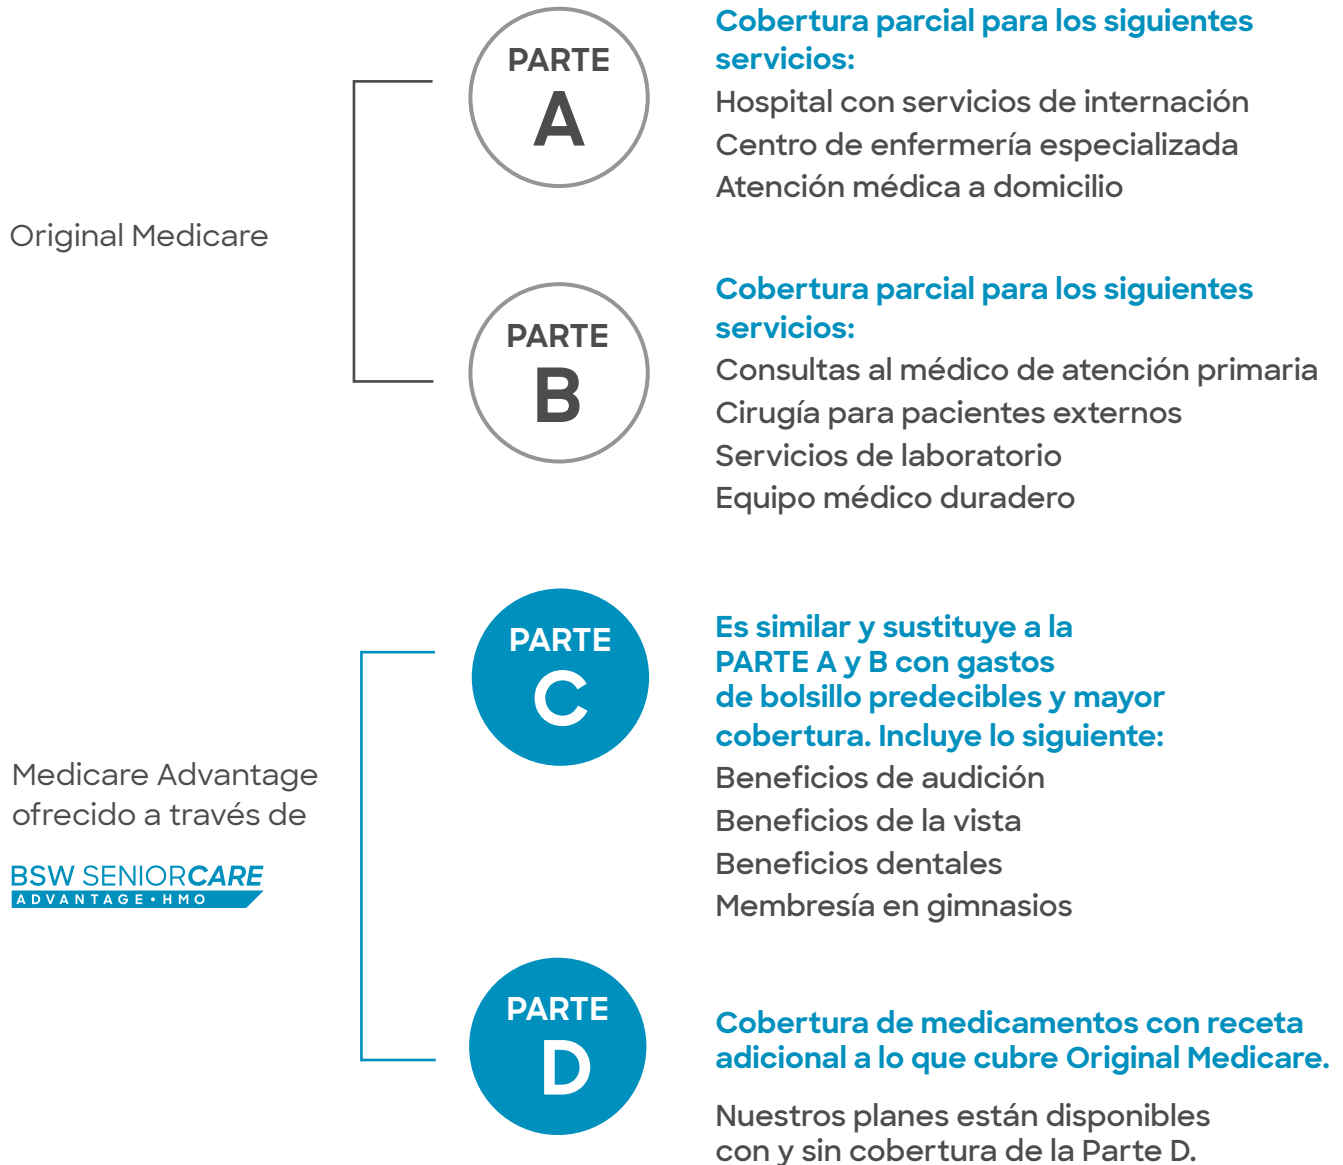 PARTE
A
Cobertura parcial para los siguientes
servicios:
Hospital con servicios de internación
Centro de enfermería especializada
Atención médica a domicilio
Original Medicare
PARTE
B
Cobertura parcial para los siguientes
servicios:
Consultas al médico de atención primaria
Cirugía para pacientes externos
Servicios de laboratorio
Equipo médico duradero
PARTE
C
Es similar y sustituye a la
PARTE A y B con gastos
de bolsillo predecibles y mayor
cobertura. Incluye lo siguiente:
Beneficios de audición
Beneficios de la vista
Beneficios dentales
Membresía en gimnasios
Medicare Advantage
ofrecido a través de
BSW SENIORCARE
ADVANTAGE • HMO
PARTE
D
Cobertura de medicamentos con receta
adicional a lo que cubre Original Medicare.
Nuestros planes están disponibles
con y sin cobertura de la Parte D.